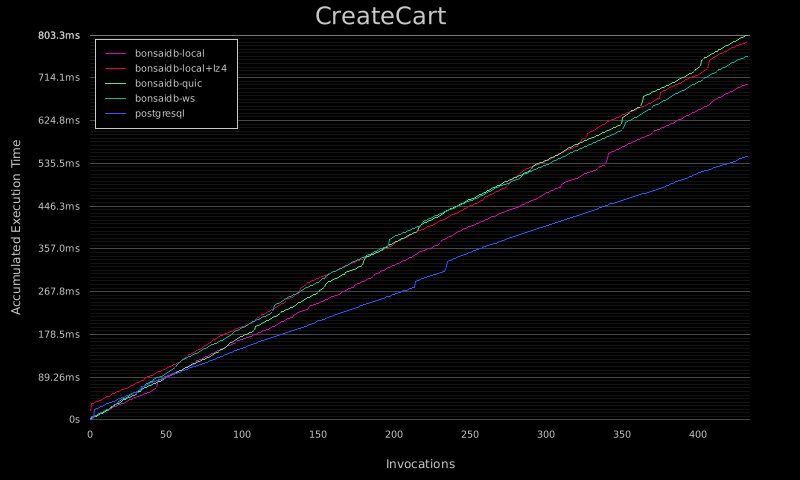 CreateCart
803.3ms
bonsaidb-local
bonsaidb-local+lz4
714.1ms
bonsaidb-quic
bonsaidb-ws
postgresql
624.8ms
535.5ms
446.3ms
357.0ms
267.8ms
178.5ms
89.26ms
0s
Accumulated Execution Time
0 50 100 150 200 250 300 350 400
Invocations